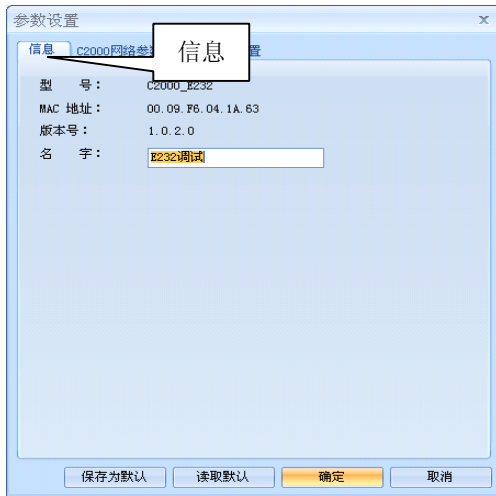 参数设置 x
信息 C2000网络参 置
信息
型 号： C2000_E232
MAC 地址： 00.09.F6.04.1A.63
版本号： 1.0.2.0
名 字： E232调试
保存为默认 读取默认 确定 取消